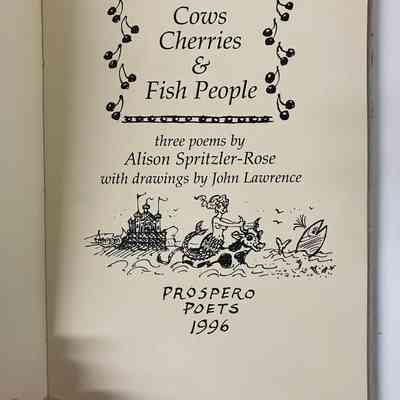 Cows
Cherries
&
Fish People
three poems by
Alison Spritzler-Rose
with drawings by John Lawrence
PROSPERO
POETS
1996